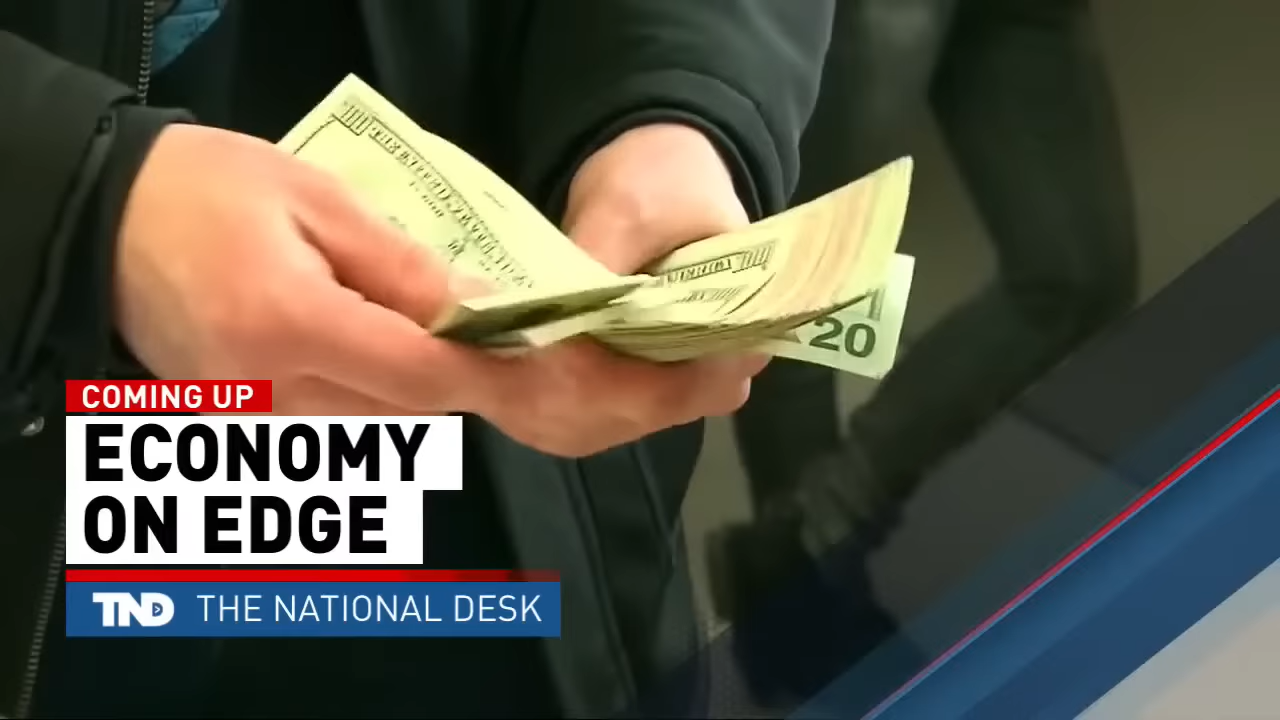 COMING UP
ECONOMY
ON EDGE
TND THE NATIONAL DESK
20